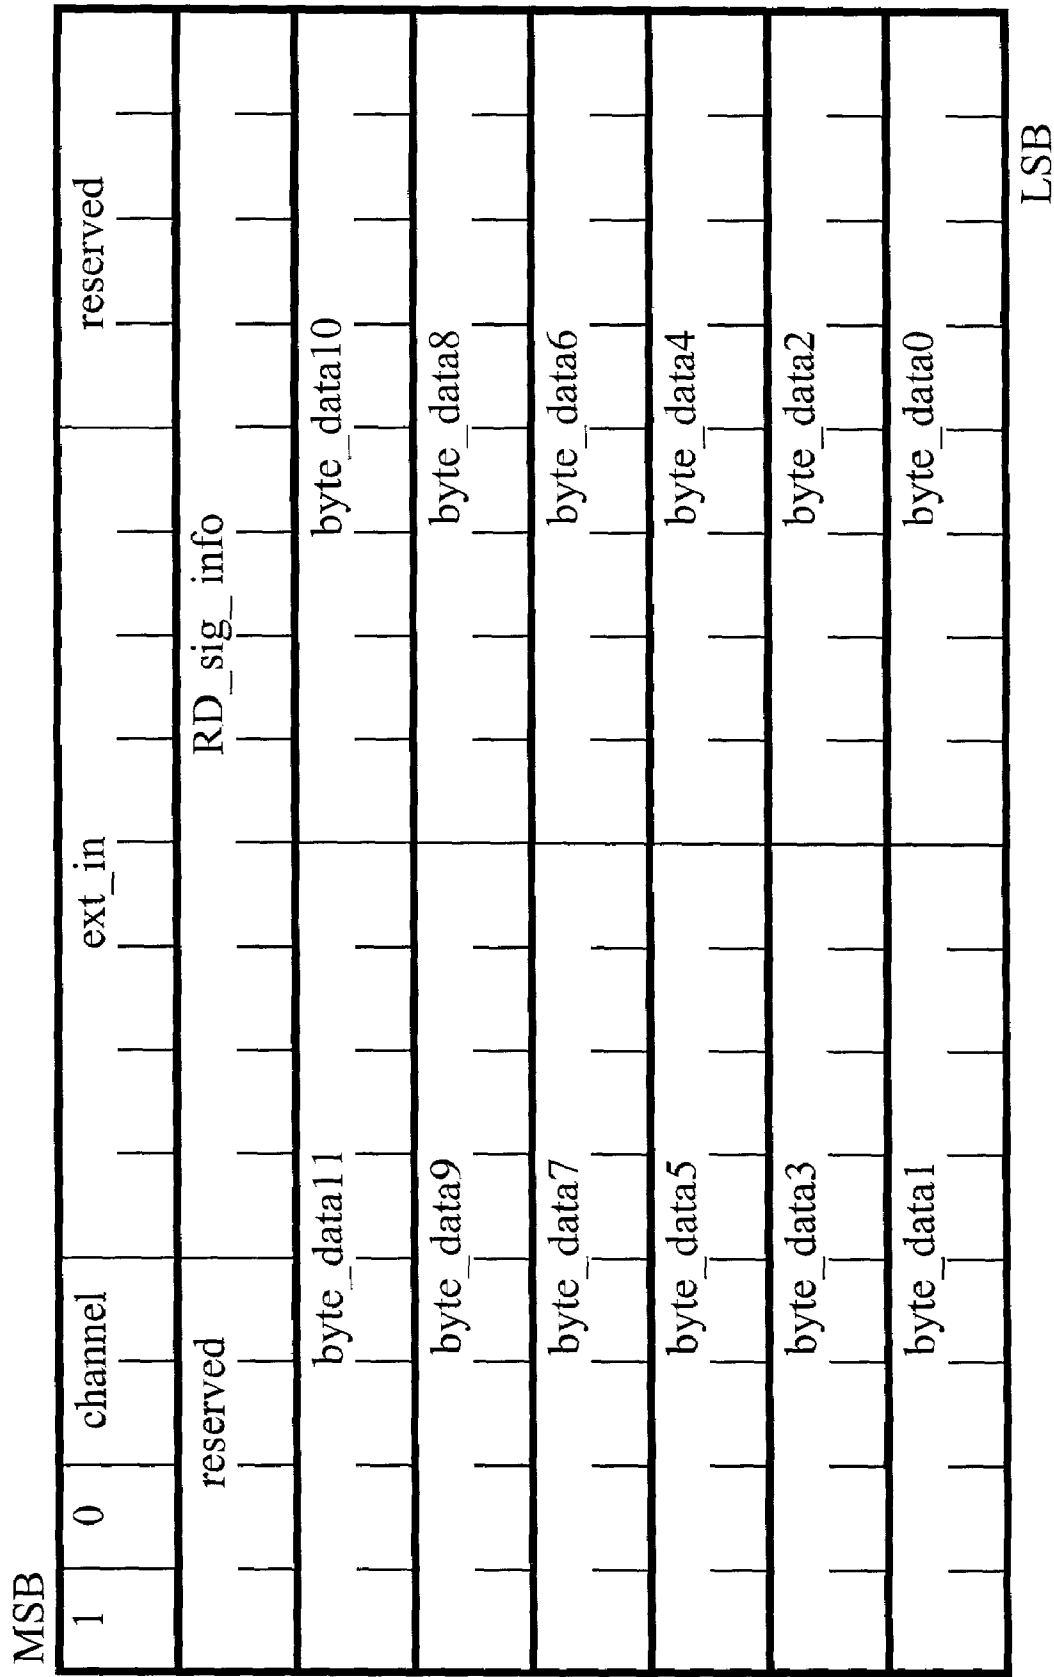 MSB
1 0 channel ext_in reserved
reserved RD_sig_info
byte_data11 byte_data10
byte_data9 byte_data8
byte_data7 byte_data6
byte_data5 byte_data4
byte_data3 byte_data2
byte_data1 byte_data0
LSB